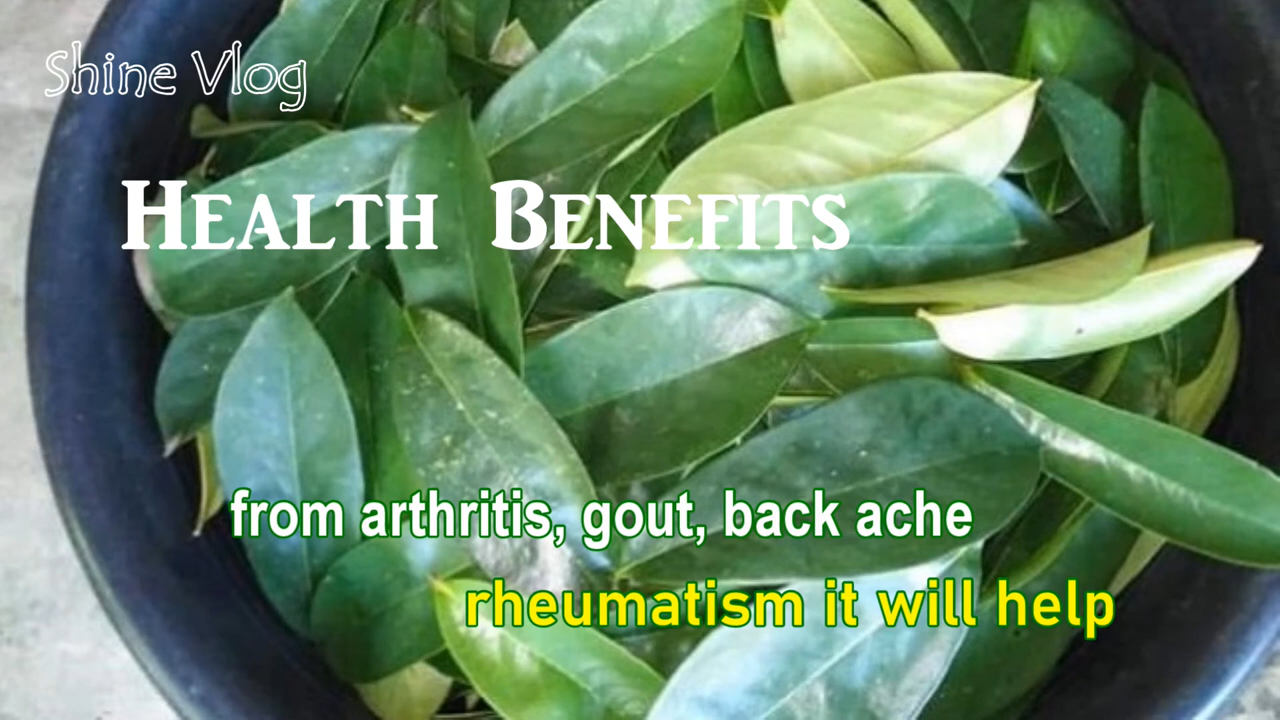 Shine Vlog
Health Benefits
from arthritis, gout, back ache
rheumatism it will help